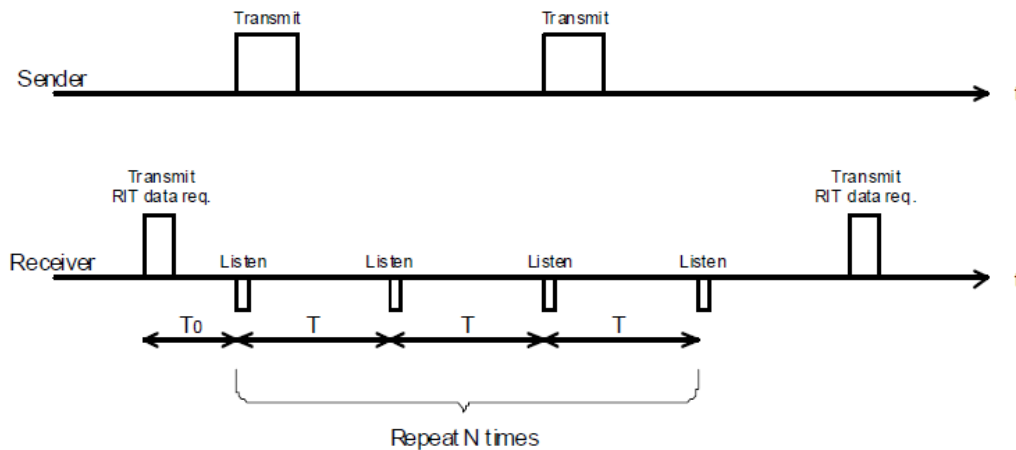 Transmit
Transmit
Sender
t
Transmit
RIT data req.
Transmit
RIT data req.
Receiver
Listen
Listen
Listen
Listen
t
T0
T
T
T
Repeat N times